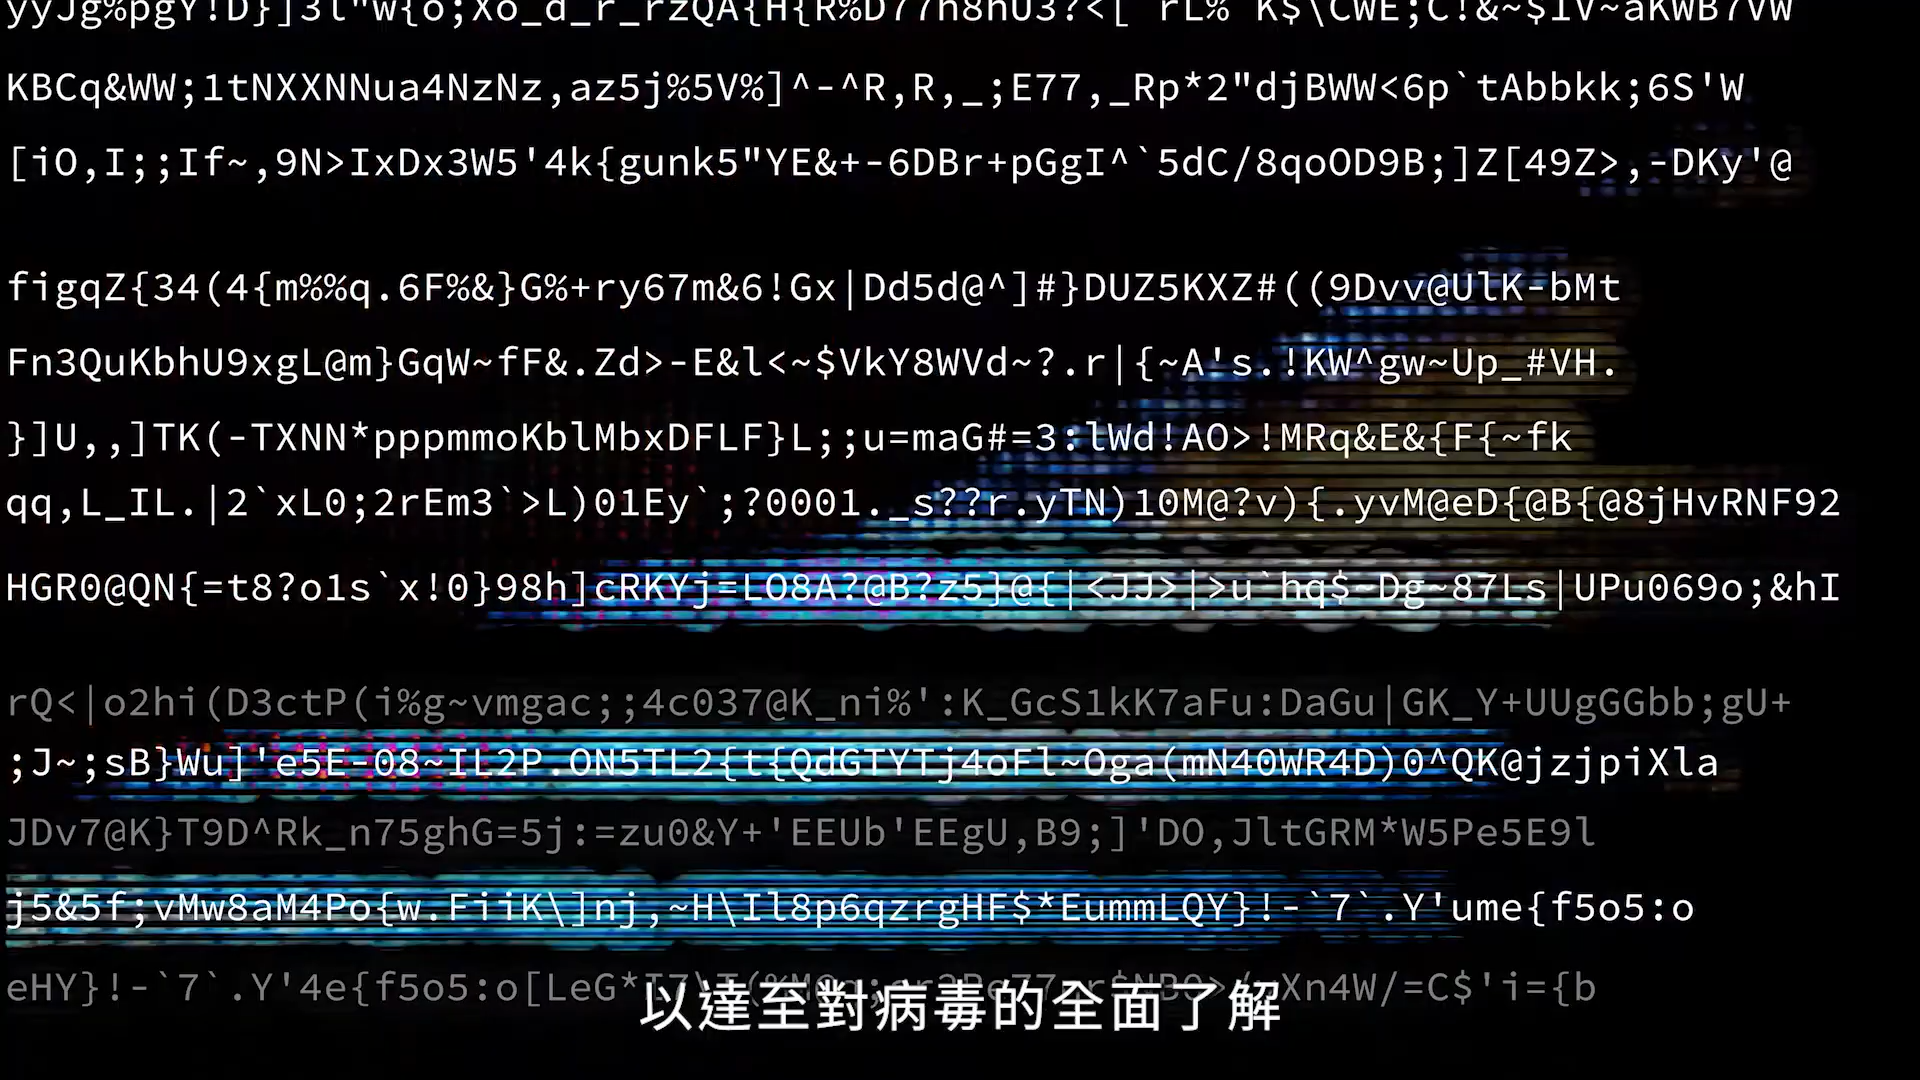 KBCq&WW;1tNXXNNua4NzNz,az5j%5V%]^-^R,R,_;E77,_Rp*2"djBWW<6p`tAbbkk;6S'W
[iO,I;;If~,9N>IxDx3W5'4k{gunk5"YE&+-6DBr+pGgI^`5dC/8qoOD9B;]Z[49Z>,-DKy'@
figqZ{34(4{m%%q.6F%&}G%+ry67m&6!Gx|Dd5d@^]#}DUZ5KXZ#((9Dvv@UlK-bMt
Fn3QuKbhU9xgL@m}GqW~fF&.Zd>-E&l<~$VkY8WVd~?.r|{~A's.!KW^gw~Up_#VH.
}]U,,]TK(-TXNN*pppmmoKblMbxDFLF}L;;u=maG#=3:lWd!AO>!MRq&E&{F{~fk
qq,L_IL.|2`xL0;2rEm3`>L)01Ey`;?0001._s??r.yTN)10M@?v){.yvM@eD{@B{@8jHvRNF92
HGR0@QN{=t8?o1s`x!0}98h]cRKYj=LO8A?@B?z5}@{|<JJ>|>u`hq$~Dg~87Ls|UPu069o;&hI
rQ<|o2hi(D3ctP(i%g~vmgac;;4c037@K_ni%':K_GcS1kK7aFu:DaGu|GK_Y+UUgGGbb;gU+
;J~;sB}Wu]'e5E-08~IL2P.ON5TL2{t{QdGTYTj4oFl~Oga(mN40WR4D)0^QK@jzjpiXla
JDv7@K}T9D^Rk_n75ghG=5j:=zu0&Y+'EEUb'EEgU,B9;]'DO,JltGRM*W5Pe5E9l
j5&5f;vMw8aM4Po{w.FiiK\]nj,~H\Il8p6qzrgHF$*EummLQY}!-`7`.Y'ume{f5o5:o
eHY}!-`7`.Y'4e{f5o5:o[LeG*
以達至對病毒的全面了解